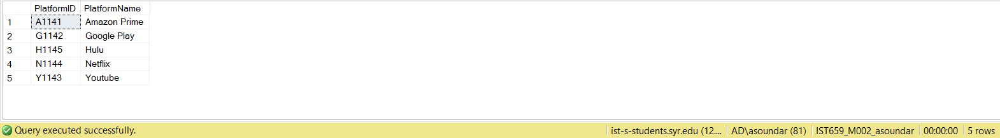 PlatformID PlatformName
1 A1141 Amazon Prime
2 G1142 Google Play
3 H1145 Hulu
4 N1144 Netflix
5 Y1143 Youtube
Query executed successfully. ist-s-students.syr.edu (12.... AD\asoundar (81) IST659_M002_asoundar 00:00:00 5 rows